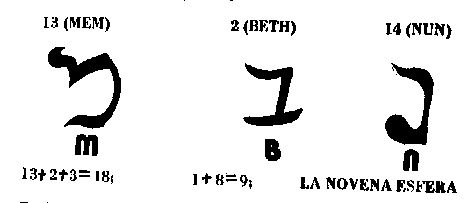 13 (MEM) 2 (BETH) 14 (NUN)
מ ב נ
M B N
13+2+3=18; 1+8=9; LA NOVENA ESFERA